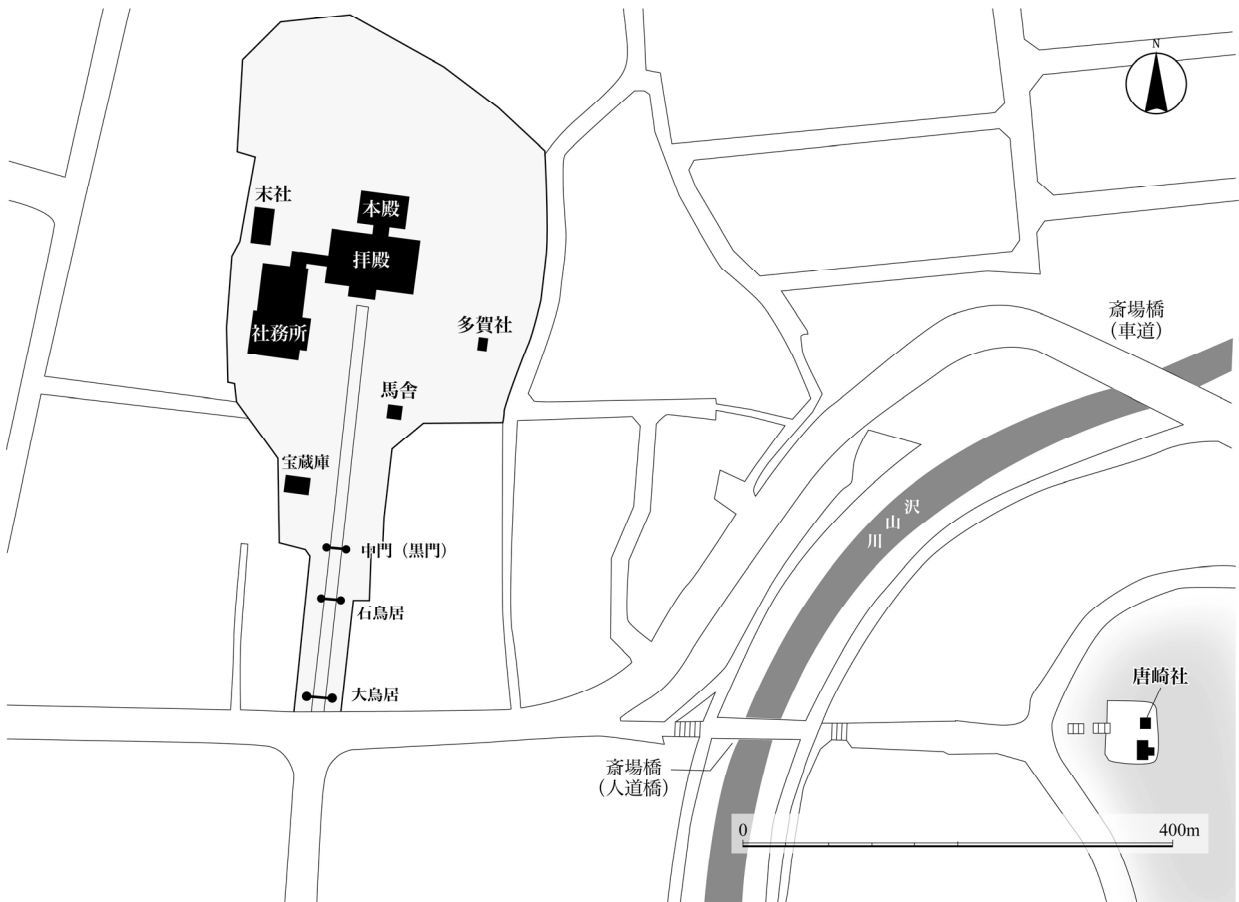 N
末社
本殿
拝殿
斎場橋
（車道）
社務所
多賀社
馬舎
宝蔵庫
沢
山
川
中門（黒門）
石鳥居
唐崎社
大鳥居
斎場橋
（人道橋）
0
400m